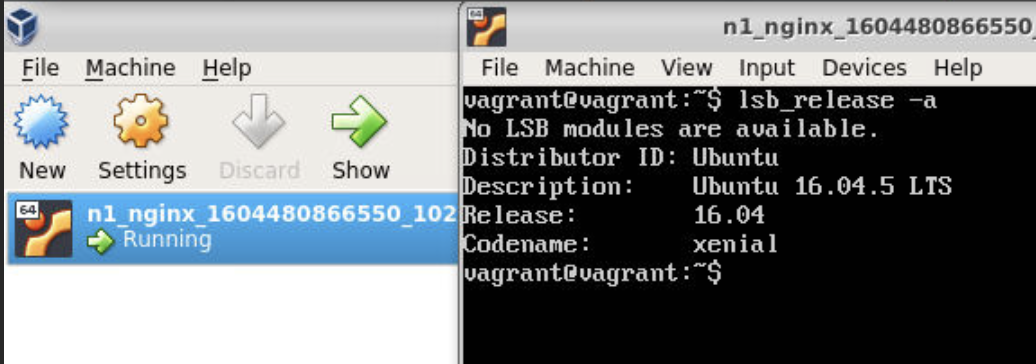 File Machine Help
New Settings Discard Show
64 n1_nginx_1604480866550_102
Running
64 n1_nginx_1604480866550_
File Machine View Input Devices Help
vagrant@vagrant:~$ lsb_release -a
No LSB modules are available.
Distributor ID: Ubuntu
Description: Ubuntu 16.04.5 LTS
Release: 16.04
Codename: xenial
vagrant@vagrant:~$